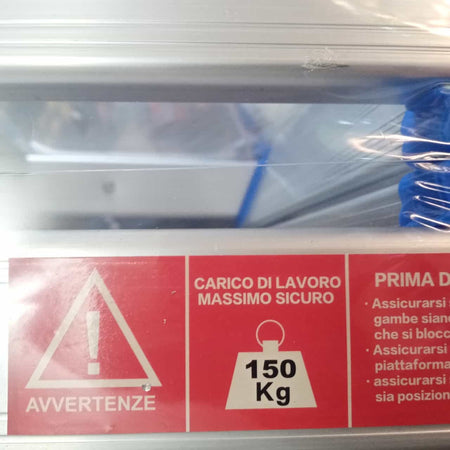 AVVERTENZE
CARICO DI LAVORO
MASSIMO SICURO
150
Kg
PRIMA D
· Assicurarsi
gambe sian
che si blocc
· Assicurarsi
piattaforma
· assicurarsi
sia posizion